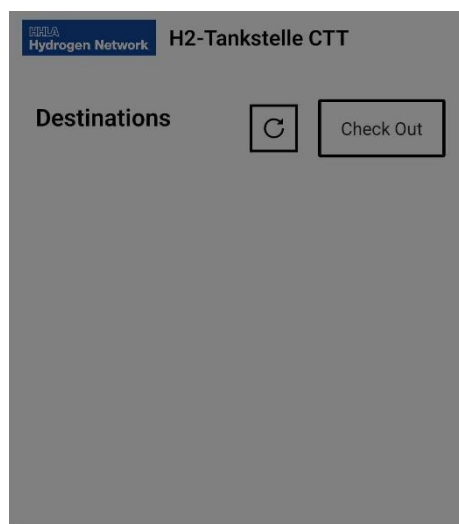 HHLA
Hydrogen Network
H2-Tankstelle CTT
Destinations
Check Out